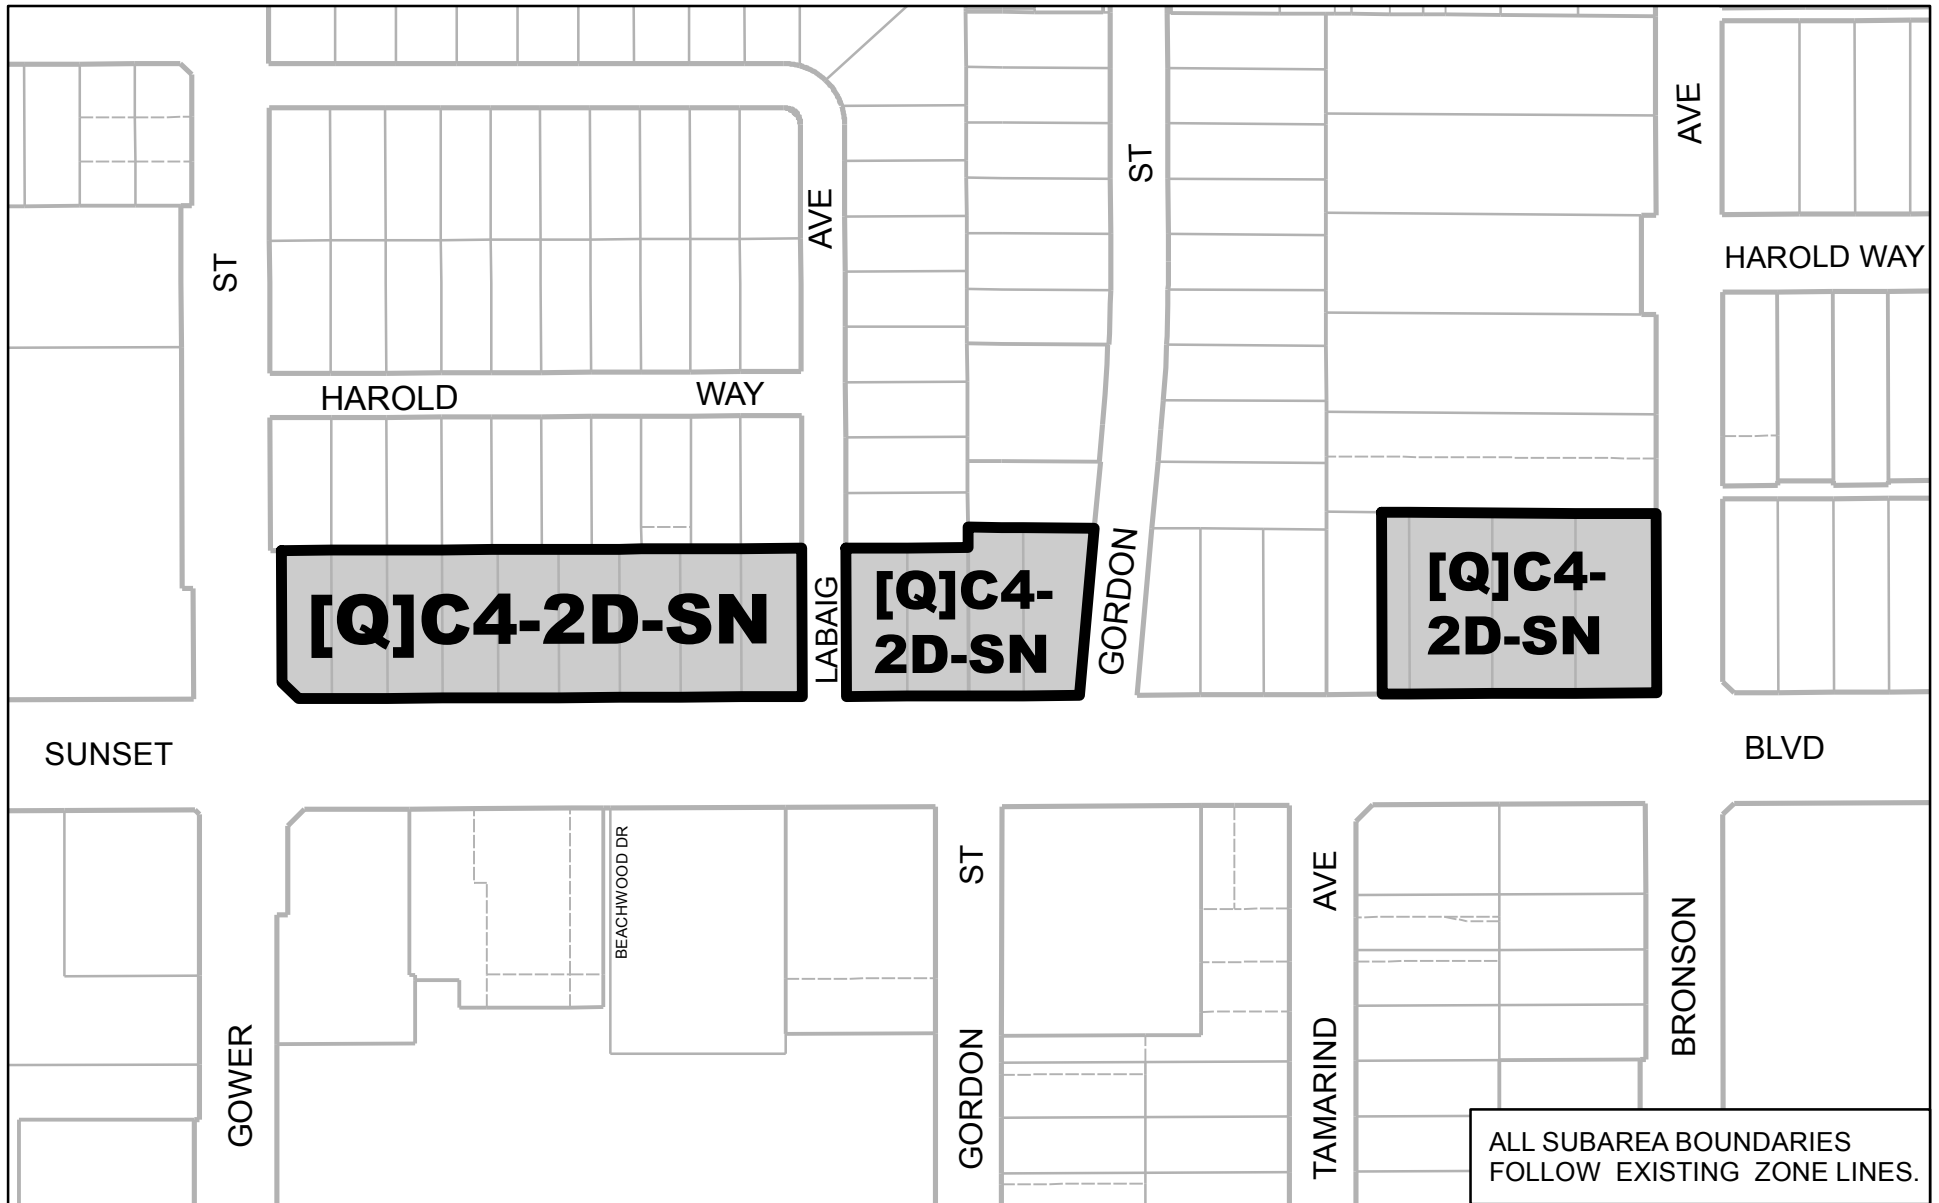 AVE
ST
AVE
HAROLD WAY
ST
HAROLD WAY
[Q]C4-2D-SN
LABAIG
[Q]C4-
2D-SN
GORDON
[Q]C4-
2D-SN
SUNSET
BLVD
BEACHWOOD DR
ST
AVE
BRONSON
GOWER
GORDON
TAMARIND
ALL SUBAREA BOUNDARIES
FOLLOW EXISTING ZONE LINES.